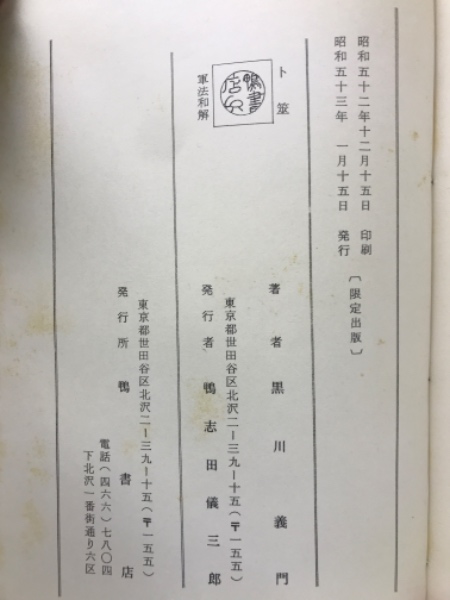 昭和五十二年十二月十五日 印刷
昭和五十三年 一月十五日 発行
〔限定出版〕
卜筮
軍法和解
鴨書
著者 黒川義門
東京都世田谷区北沢二ー三九ー十五(〒一五五)
発行者 鴨志田儀三郎
東京都世田谷区北沢二ー三九ー十五(〒一五五)
発行所 鴨書店
電話(四六六)七八〇四
下北沢一番街通り六区